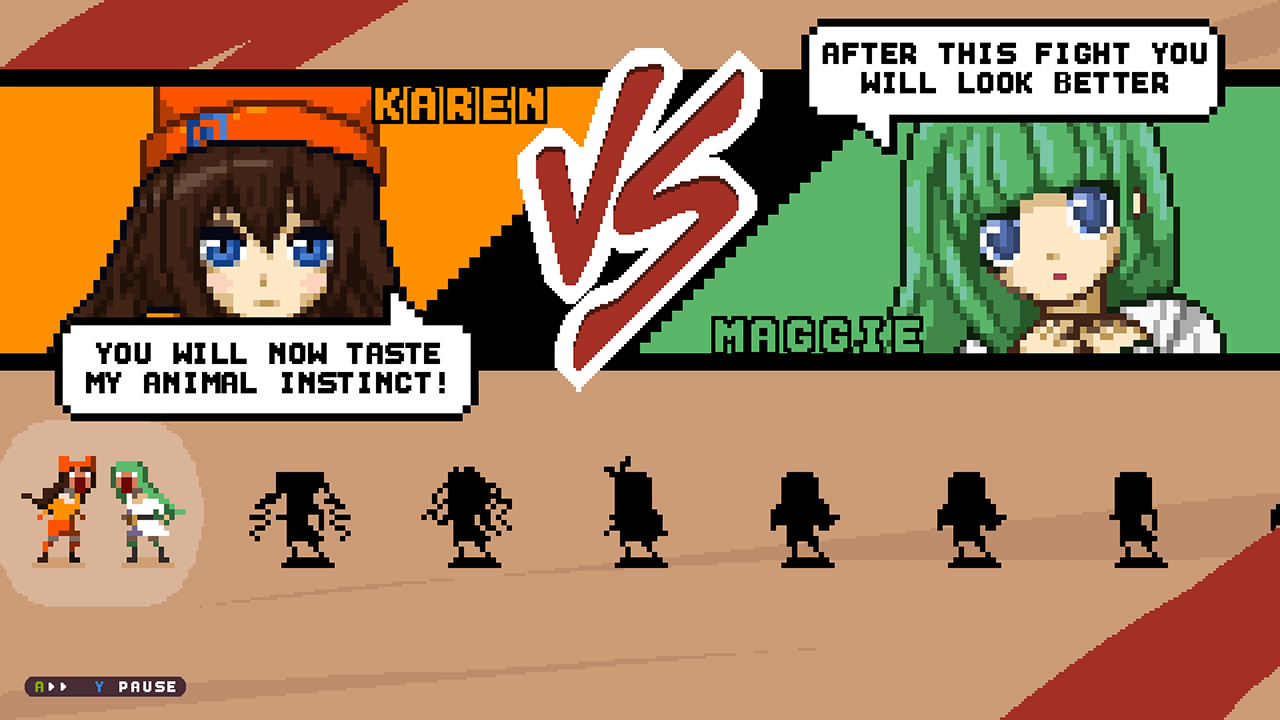 KAREN
VS
AFTER THIS FIGHT YOU
WILL LOOK BETTER
MAGGIE
YOU WILL NOW TASTE
MY ANIMAL INSTINCT!
A Y PAUSE